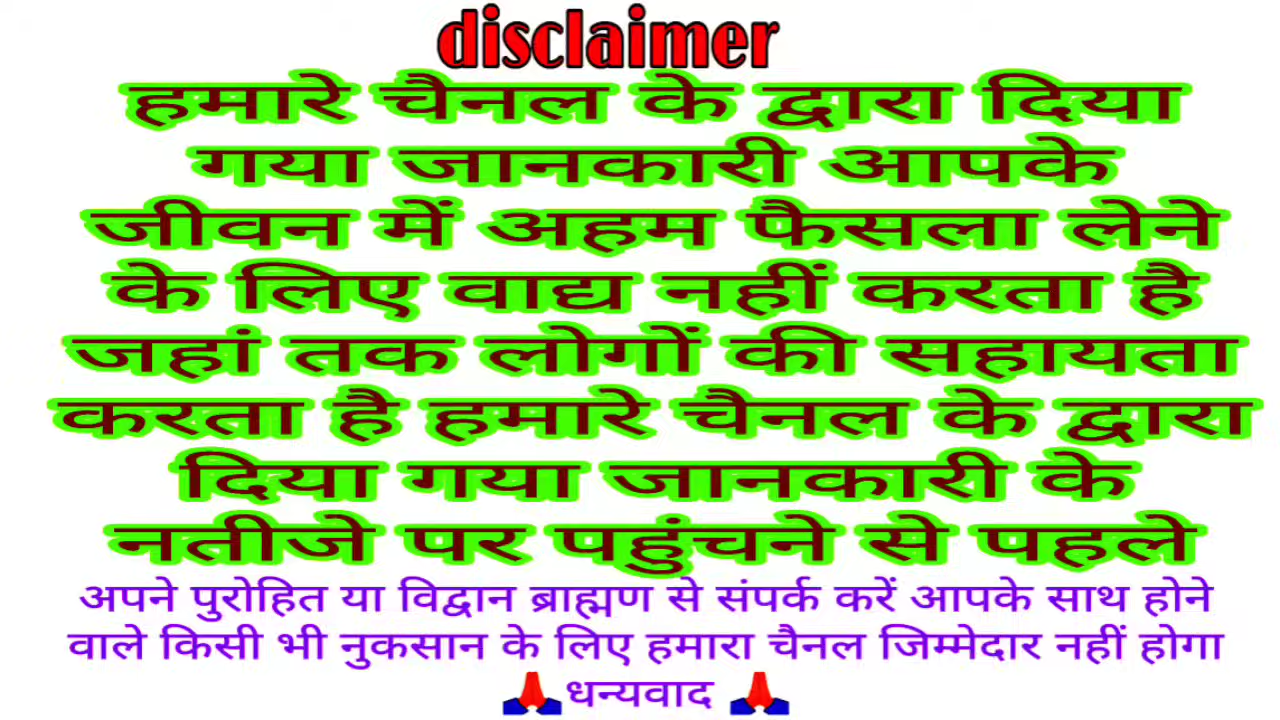 disclaimer
हमारे चैनल के द्वारा दिया
गया जानकारी आपके
जीवन में अहम फैसला लेने
के लिए वाद्य नहीं करता है
जहां तक लोगों की सहायता
करता है हमारे चैनल के द्वारा
दिया गया जानकारी के
नतीजे पर पहुंचने से पहले
अपने पुरोहित या विद्वान ब्राह्मण से संपर्क करें आपके साथ होने
वाले किसी भी नुकसान के लिए हमारा चैनल जिम्मेदार नहीं होगा
🙏धन्यवाद 🙏